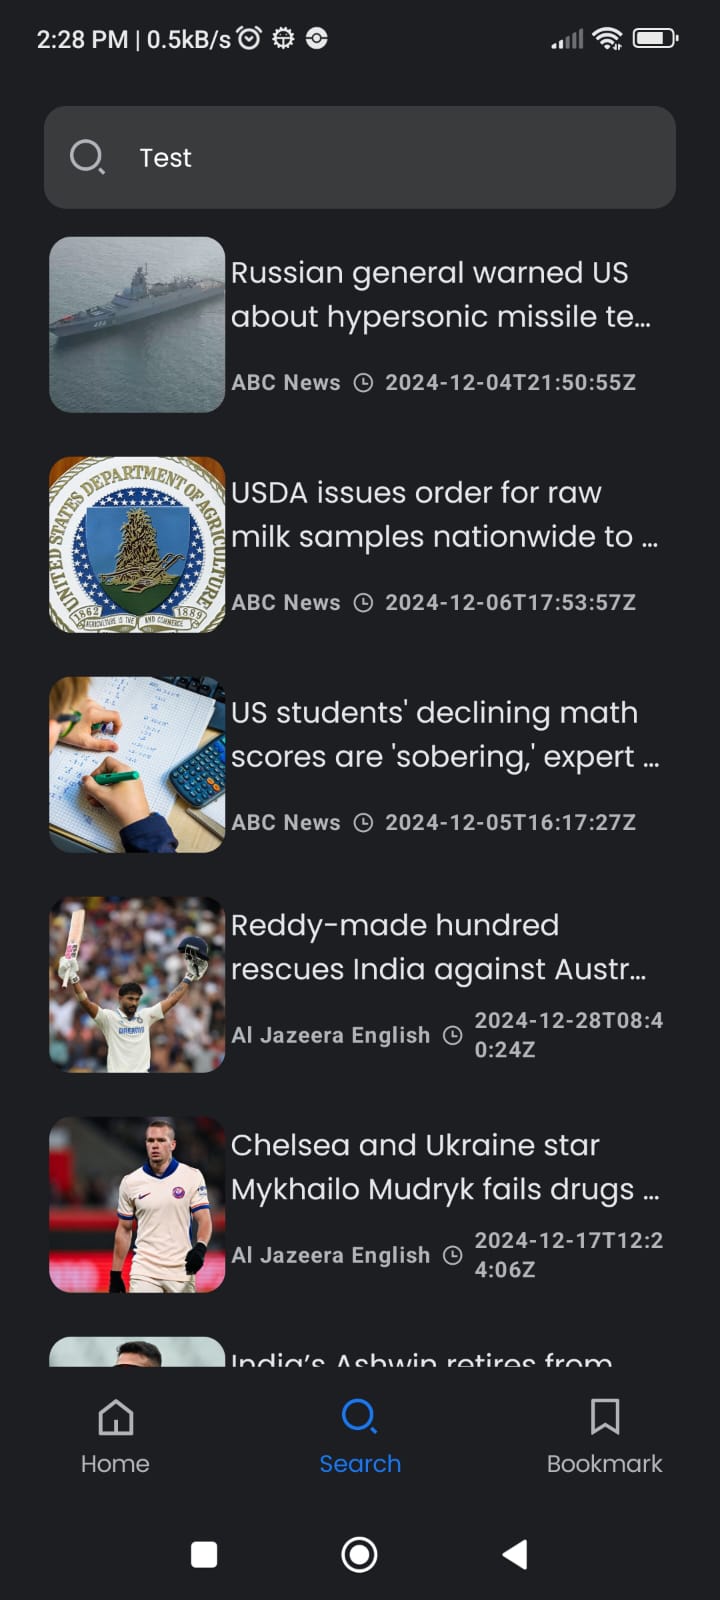 2:28 PM | 0.5kB/s
Test
Russian general warned US
about hypersonic missile te...
ABC News 2024-12-04T21:50:55Z
UNITED STATES DEPARTMENT OF AGRICULTURE
1862 1889
AGRICULTURE IS THE AND COMMERCE
USDA issues order for raw
milk samples nationwide to ...
ABC News 2024-12-06T17:53:57Z
US students' declining math
scores are 'sobering,' expert ...
ABC News 2024-12-05T16:17:27Z
Reddy-made hundred
rescues India against Austr...
Al Jazeera English 2024-12-28T08:4
0:24Z
Chelsea and Ukraine star
Mykhailo Mudryk fails drugs ...
Al Jazeera English 2024-12-17T12:2
4:06Z
India’s Ashwin retires from
Home Search Bookmark